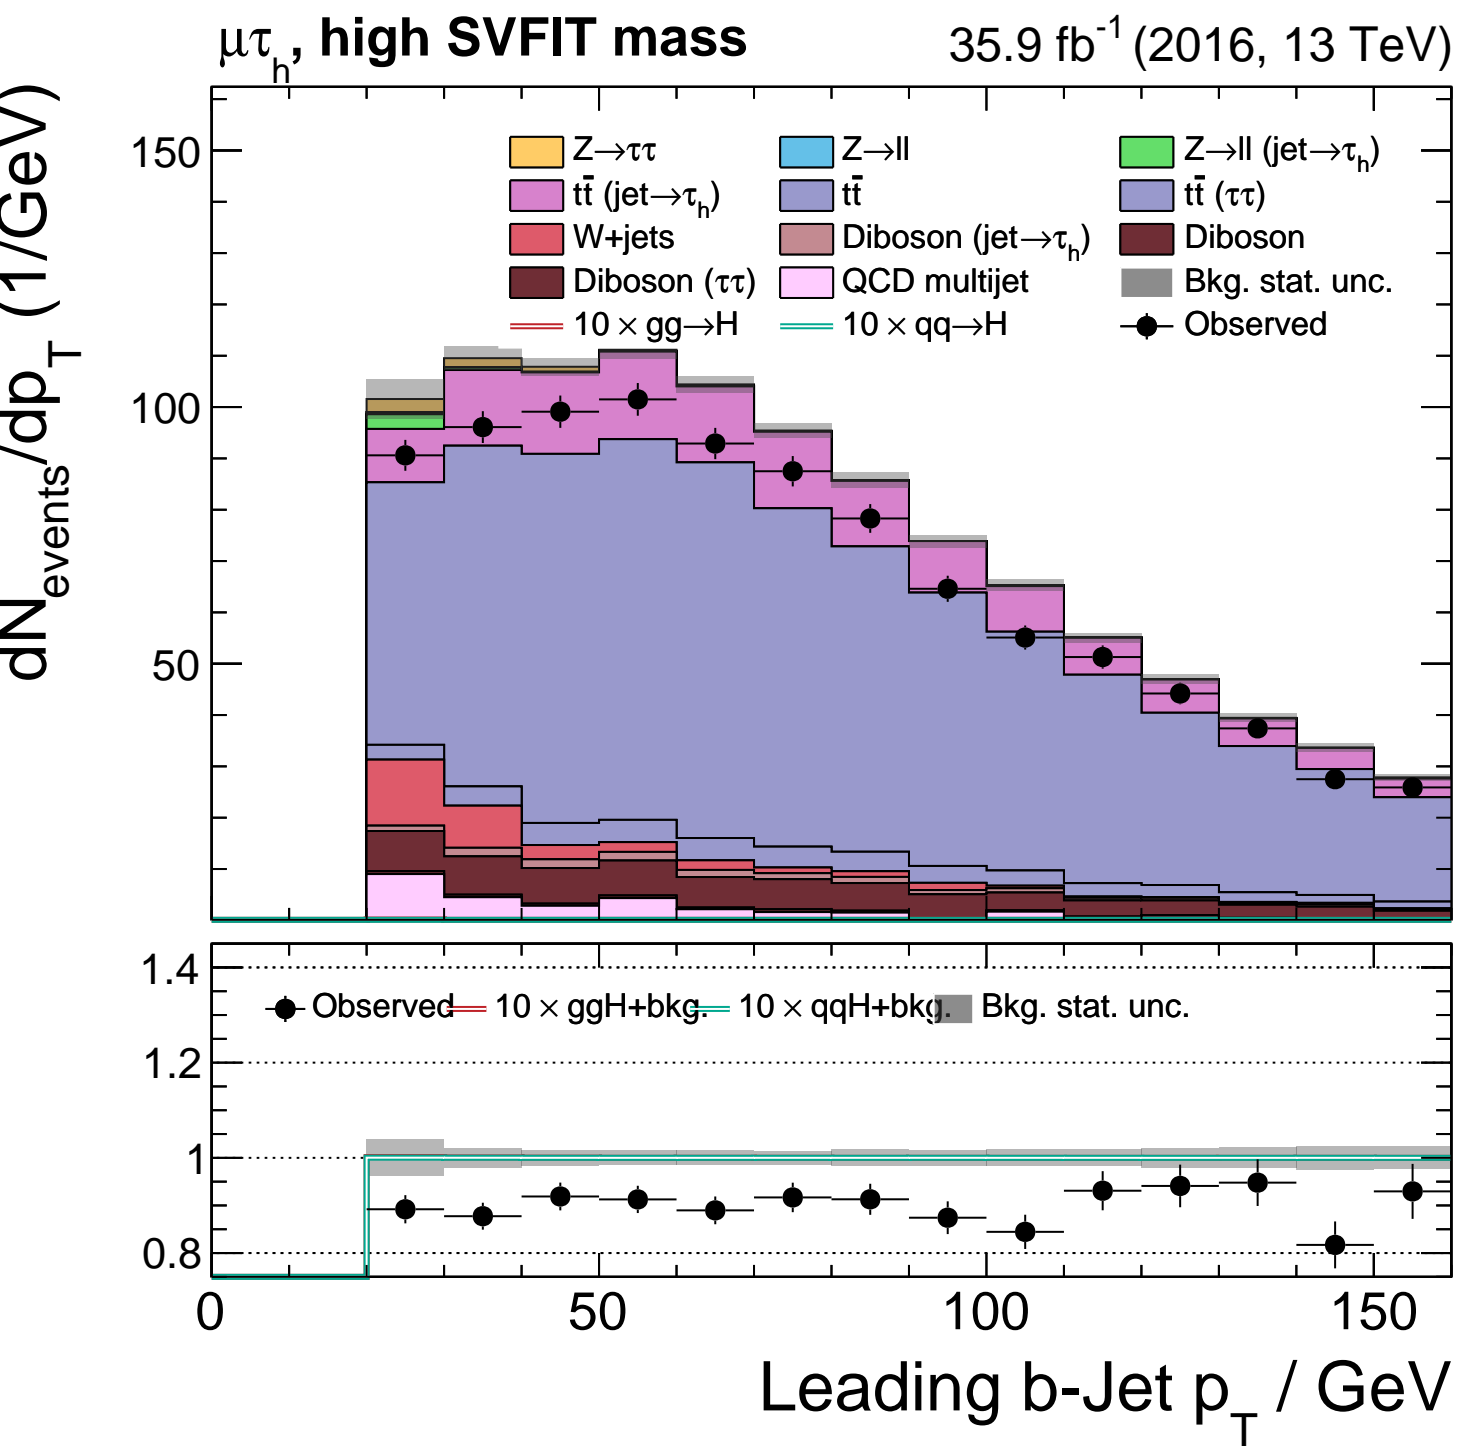 μτh, high SVFIT mass 35.9 fb-1 (2016, 13 TeV)
dNevents/dpT (1/GeV)
150
100
50
Z→ττ Z→ll Z→ll (jet→τh)
tt̄ (jet→τh) tt̄ tt̄ (ττ)
W+jets Diboson (jet→τh) Diboson
Diboson (ττ) QCD multijet Bkg. stat. unc.
10 × gg→H 10 × qq→H Observed
1.4
1.2
1
0.8
Observed 10 × ggH+bkg. 10 × qqH+bkg. Bkg. stat. unc.
0 50 100 150
Leading b-Jet pT / GeV